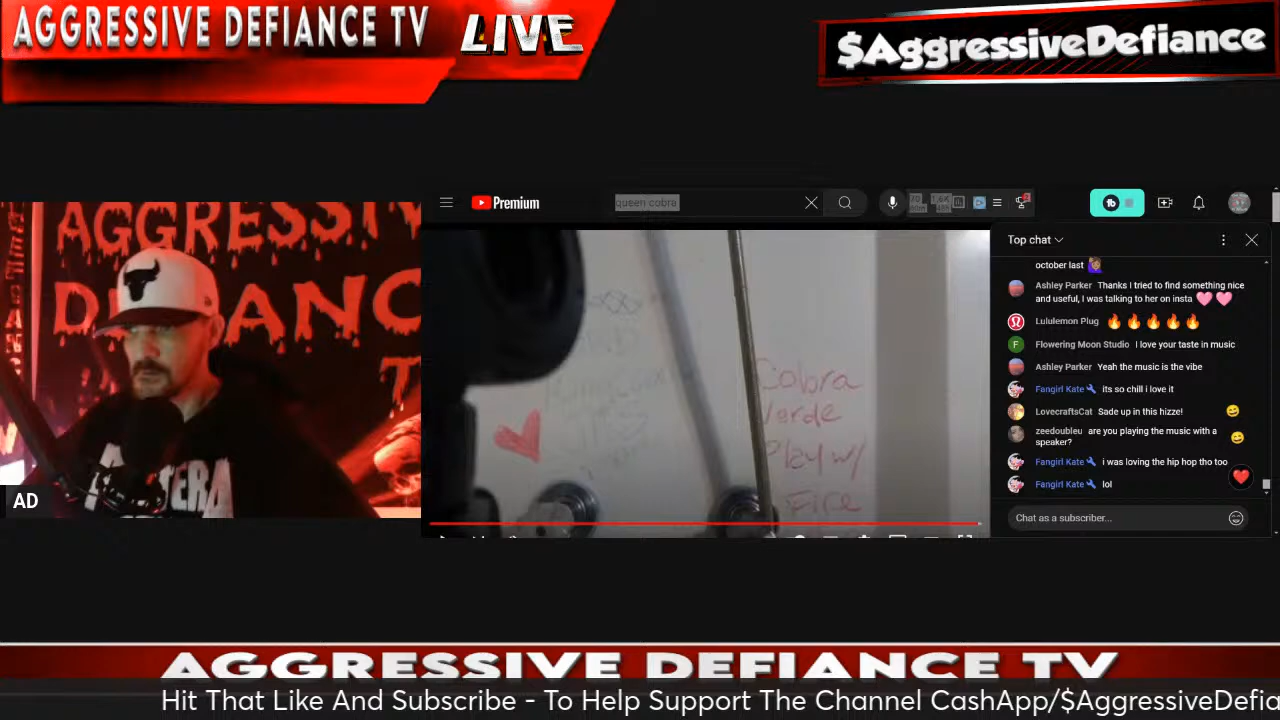 AGGRESSIVE DEFIANCE TV
LIVE
$AggressiveDefiance
Premium
queen cobra
Top chat
october last
Ashley Parker Thanks I tried to find something nice
and useful, I was talking to her on insta
Lululemon Plug
Flowering Moon Studio I love your taste in music
Ashley Parker Yeah the music is the vibe
Fangirl Kate its so chill i love it
LovecraftsCat Sade up in this hizze!
zeedoubleu are you playing the music with a
speaker?
Fangirl Kate i was loving the hip hop tho too
Fangirl Kate lol
Chat as a subscriber...
Cobra
Verde
Play w/
Fire
AD
AGGRESSIVE DEFIANCE TV
Hit That Like And Subscribe - To Help Support The Channel CashApp/$AggressiveDefia